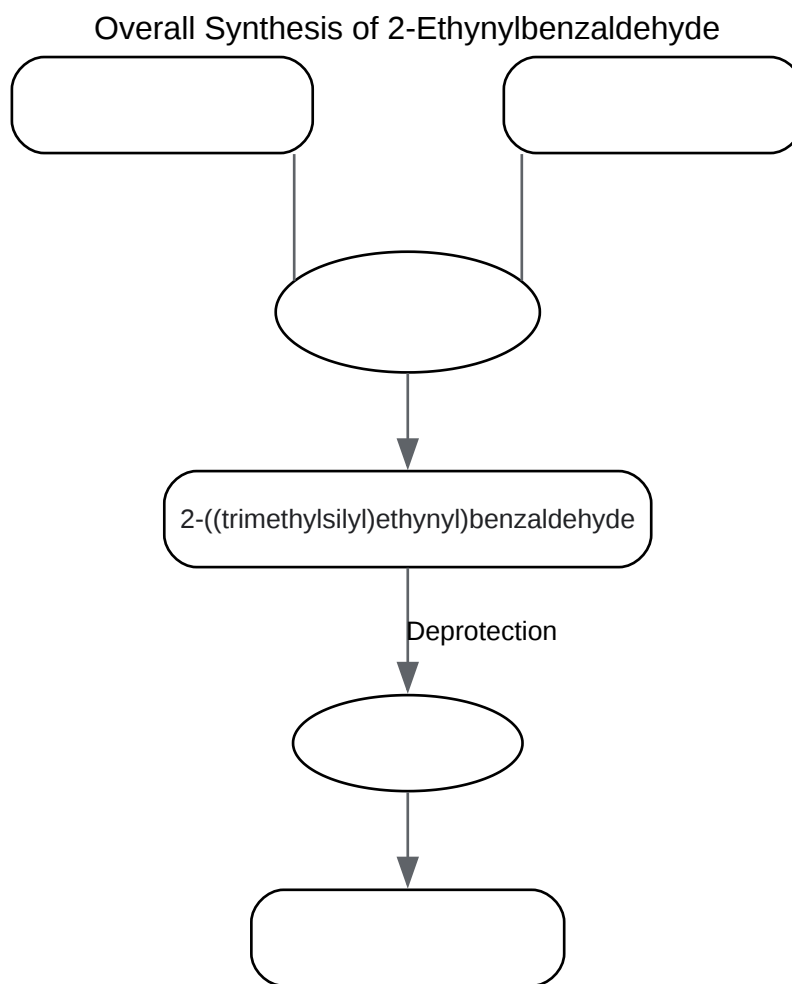 Overall Synthesis of 2-Ethynylbenzaldehyde
2-((trimethylsilyl)ethynyl)benzaldehyde
Deprotection